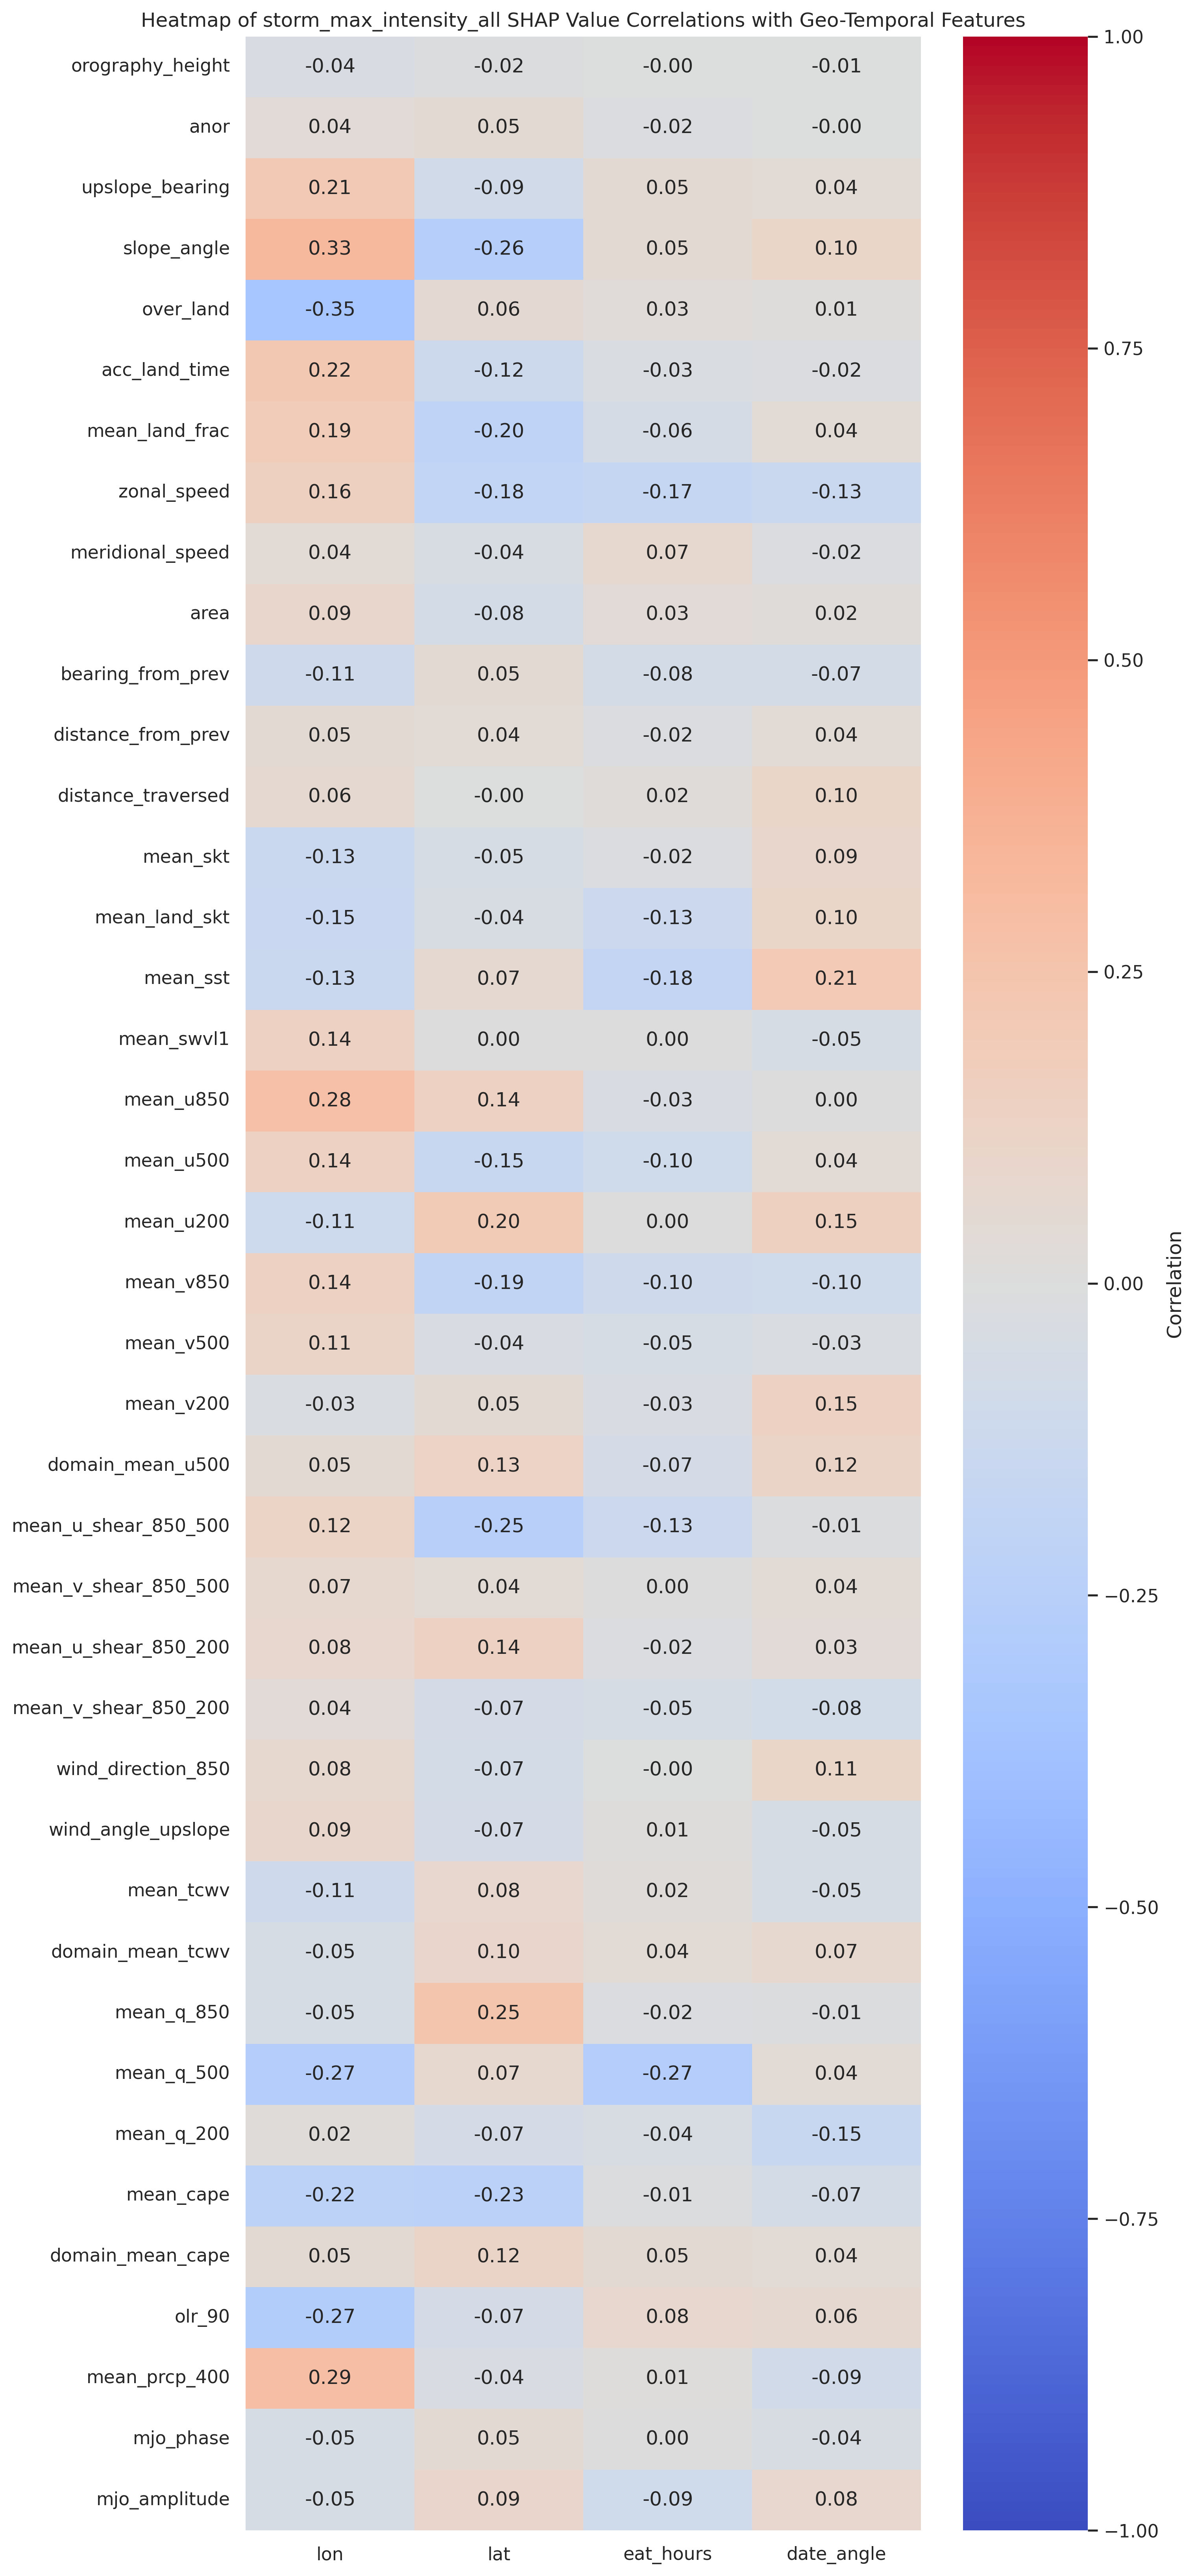 Heatmap of storm_max_intensity_all SHAP Value Correlations with Geo-Temporal Features
orography_height -0.04 -0.02 -0.00 -0.01
anor 0.04 0.05 -0.02 -0.00
upslope_bearing 0.21 -0.09 0.05 0.04
slope_angle 0.33 -0.26 0.05 0.10
over_land -0.35 0.06 0.03 0.01
acc_land_time 0.22 -0.12 -0.03 -0.02
mean_land_frac 0.19 -0.20 -0.06 0.04
zonal_speed 0.16 -0.18 -0.17 -0.13
meridional_speed 0.04 -0.04 0.07 -0.02
area 0.09 -0.08 0.03 0.02
bearing_from_prev -0.11 0.05 -0.08 -0.07
distance_from_prev 0.05 0.04 -0.02 0.04
distance_traversed 0.06 -0.00 0.02 0.10
mean_skt -0.13 -0.05 -0.02 0.09
mean_land_skt -0.15 -0.04 -0.13 0.10
mean_sst -0.13 0.07 -0.18 0.21
mean_swvl1 0.14 0.00 0.00 -0.05
mean_u850 0.28 0.14 -0.03 0.00
mean_u500 0.14 -0.15 -0.10 0.04
mean_u200 -0.11 0.20 0.00 0.15
mean_v850 0.14 -0.19 -0.10 -0.10
mean_v500 0.11 -0.04 -0.05 -0.03
mean_v200 -0.03 0.05 -0.03 0.15
domain_mean_u500 0.05 0.13 -0.07 0.12
mean_u_shear_850_500 0.12 -0.25 -0.13 -0.01
mean_v_shear_850_500 0.07 0.04 0.00 0.04
mean_u_shear_850_200 0.08 0.14 -0.02 0.03
mean_v_shear_850_200 0.04 -0.07 -0.05 -0.08
wind_direction_850 0.08 -0.07 -0.00 0.11
wind_angle_upslope 0.09 -0.07 0.01 -0.05
mean_tcwv -0.11 0.08 0.02 -0.05
domain_mean_tcwv -0.05 0.10 0.04 0.07
mean_q_850 -0.05 0.25 -0.02 -0.01
mean_q_500 -0.27 0.07 -0.27 0.04
mean_q_200 0.02 -0.07 -0.04 -0.15
mean_cape -0.22 -0.23 -0.01 -0.07
domain_mean_cape 0.05 0.12 0.05 0.04
olr_90 -0.27 -0.07 0.08 0.06
mean_prcp_400 0.29 -0.04 0.01 -0.09
mjo_phase -0.05 0.05 0.00 -0.04
mjo_amplitude -0.05 0.09 -0.09 0.08
lon lat eat_hours date_angle
1.00
0.75
0.50
0.25
0.00
−0.25
−0.50
−0.75
−1.00
Correlation